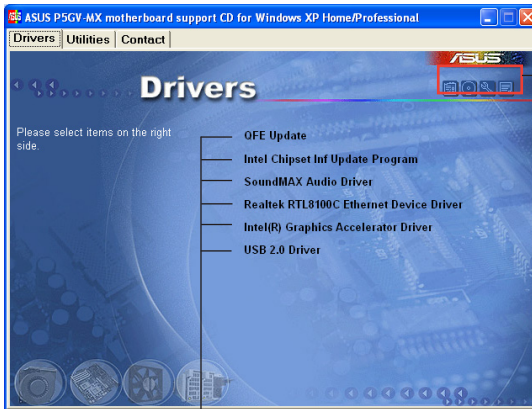 ASUS P5GV-MX motherboard support CD for Windows XP Home/Professional
Drivers Utilities Contact
ASUS
Drivers
Please select items on the right
side.
QFE Update
Intel Chipset Inf Update Program
SoundMAX Audio Driver
Realtek RTL8100C Ethernet Device Driver
Intel(R) Graphics Accelerator Driver
USB 2.0 Driver